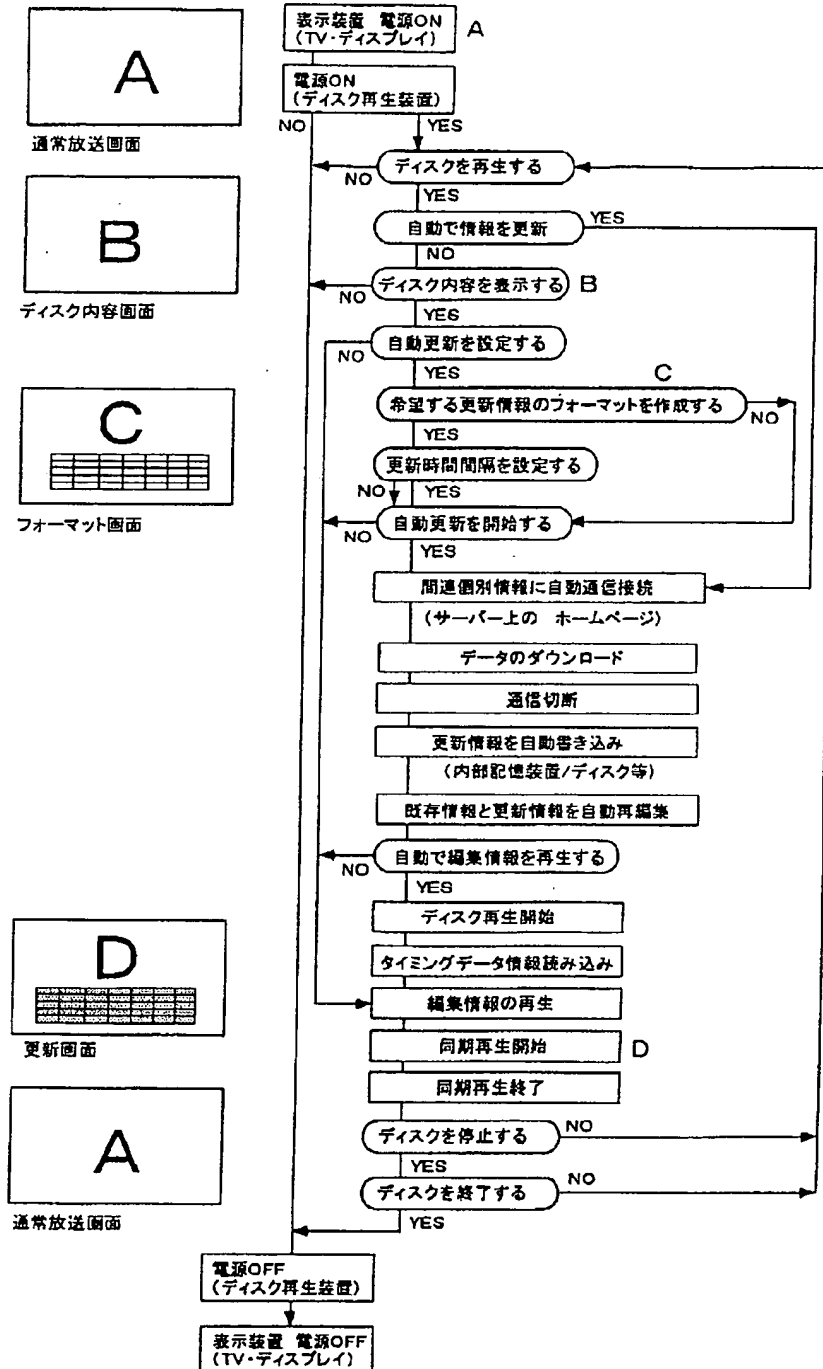 表示装置 電源ON
(TV・ディスプレイ)
A
A
通常放送画面
電源ON
(ディスク再生装置)
NO
YES
ディスクを再生する
NO
YES
自動で情報を更新
YES
NO
B
ディスク内容画面
ディスク内容を表示する
B
NO
YES
自動更新を設定する
NO
YES
C
希望する更新情報のフォーマットを作成する
NO
YES
C
フォーマット画面
更新時間間隔を設定する
NO
YES
自動更新を開始する
NO
YES
関連個別情報に自動通信接続
(サーバー上の ホームページ)
データのダウンロード
通信切断
更新情報を自動書き込み
(内部記憶装置/ディスク等)
既存情報と更新情報を自動再編集
自動で編集情報を再生する
NO
YES
ディスク再生開始
D
更新画面
タイミングデータ情報読み込み
編集情報の再生
同期再生開始
D
同期再生終了
A
通常放送画面
ディスクを停止する
NO
YES
ディスクを終了する
NO
YES
電源OFF
(ディスク再生装置)
表示装置 電源OFF
(TV・ディスプレイ)